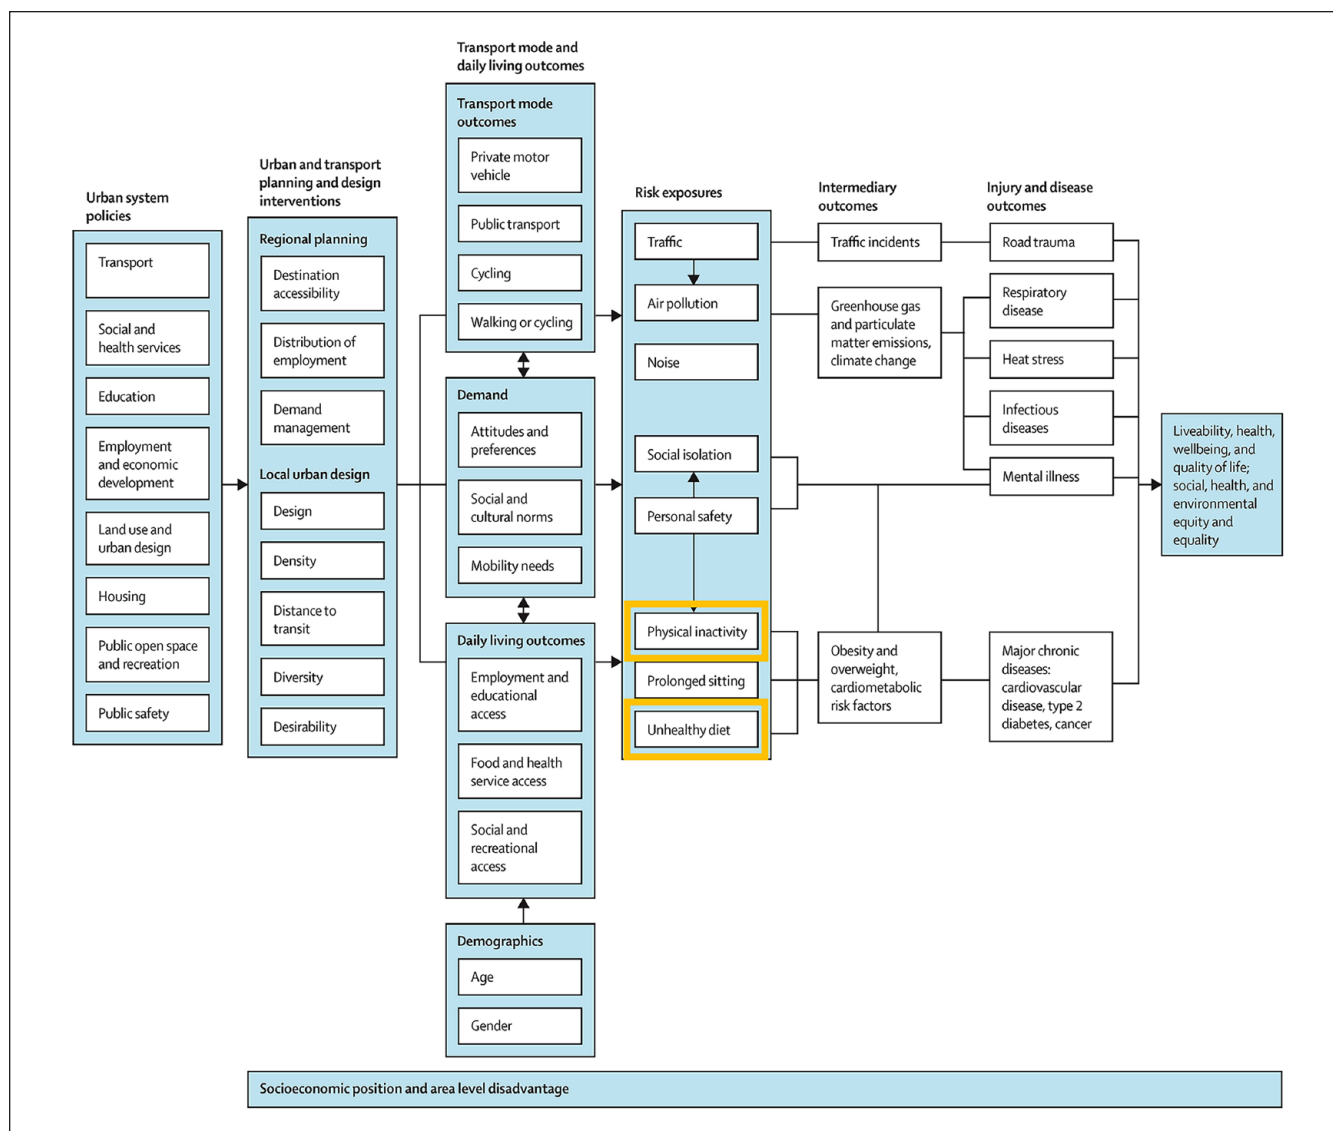 Transport mode and
daily living outcomes
Transport mode
outcomes
Private motor
vehicle
Public transport
Cycling
Walking or cycling
Demand
Attitudes and
preferences
Social and
cultural norms
Mobility needs
Daily living outcomes
Employment and
educational
access
Food and health
service access
Social and
recreational
access
Demographics
Age
Gender
Urban system
policies
Transport
Social and
health services
Education
Employment
and economic
development
Land use and
urban design
Housing
Public open space
and recreation
Public safety
Urban and transport
planning and design
interventions
Regional planning
Destination
accessibility
Distribution of
employment
Demand
management
Local urban design
Design
Density
Distance to
transit
Diversity
Desirability
Risk exposures
Traffic
Air pollution
Noise
Social isolation
Personal safety
Physical inactivity
Prolonged sitting
Unhealthy diet
Intermediary
outcomes
Traffic incidents
Greenhouse gas
and particulate
matter emissions,
climate change
Obesity and
overweight,
cardiometabolic
risk factors
Injury and disease
outcomes
Road trauma
Respiratory
disease
Heat stress
Infectious
diseases
Mental illness
Major chronic
diseases:
cardiovascular
disease, type 2
diabetes, cancer
Liveability, health,
wellbeing, and
quality of life;
social, health, and
environmental
equity and
equality
Socioeconomic position and area level disadvantage